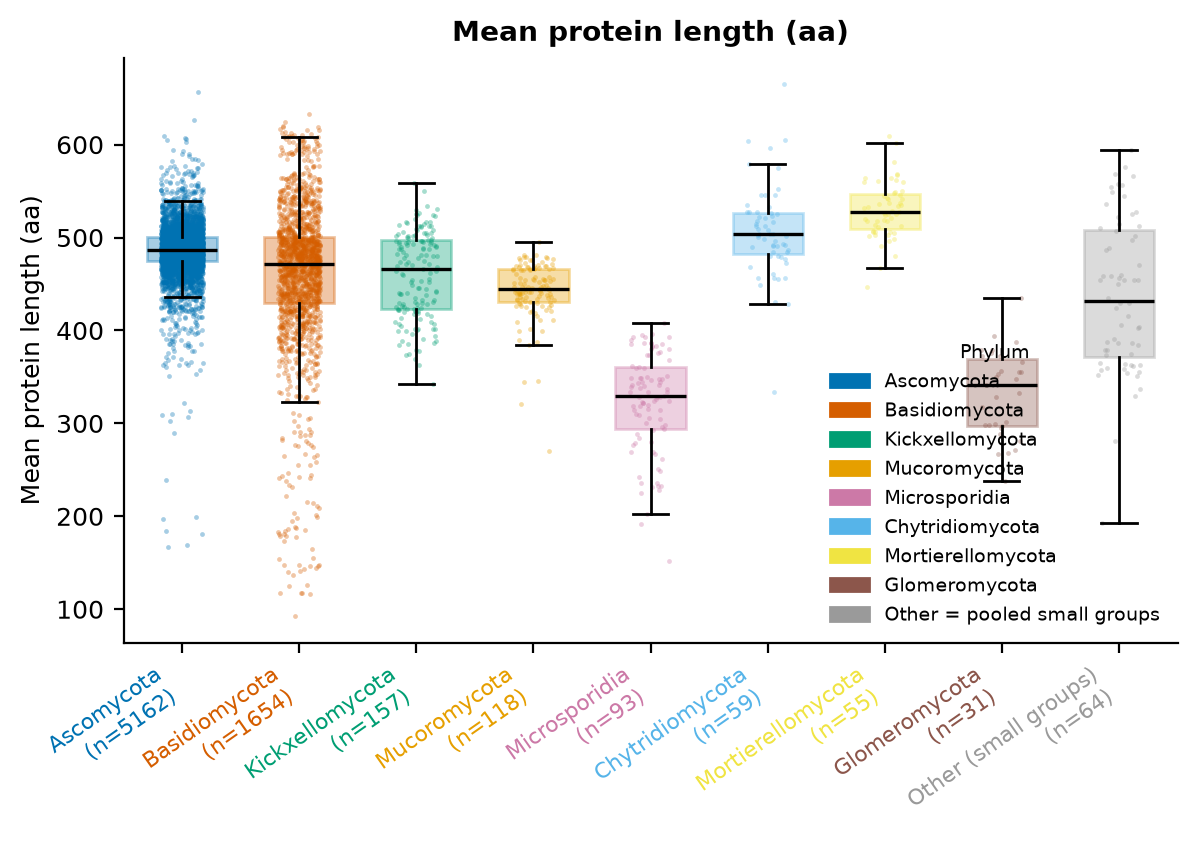 Mean protein length (aa)
Mean protein length (aa)
600
500
400
300
200
100
Phylum
Ascomycota
Basidiomycota
Kickxellomycota
Mucoromycota
Microsporidia
Chytridiomycota
Mortierellomycota
Glomeromycota
Other = pooled small groups
Ascomycota
(n=5162)
Basidiomycota
(n=1654)
Kickxellomycota
(n=157)
Mucoromycota
(n=118)
Microsporidia
(n=93)
Chytridiomycota
(n=59)
Mortierellomycota
(n=55)
Glomeromycota
(n=31)
Other (small groups)
(n=64)